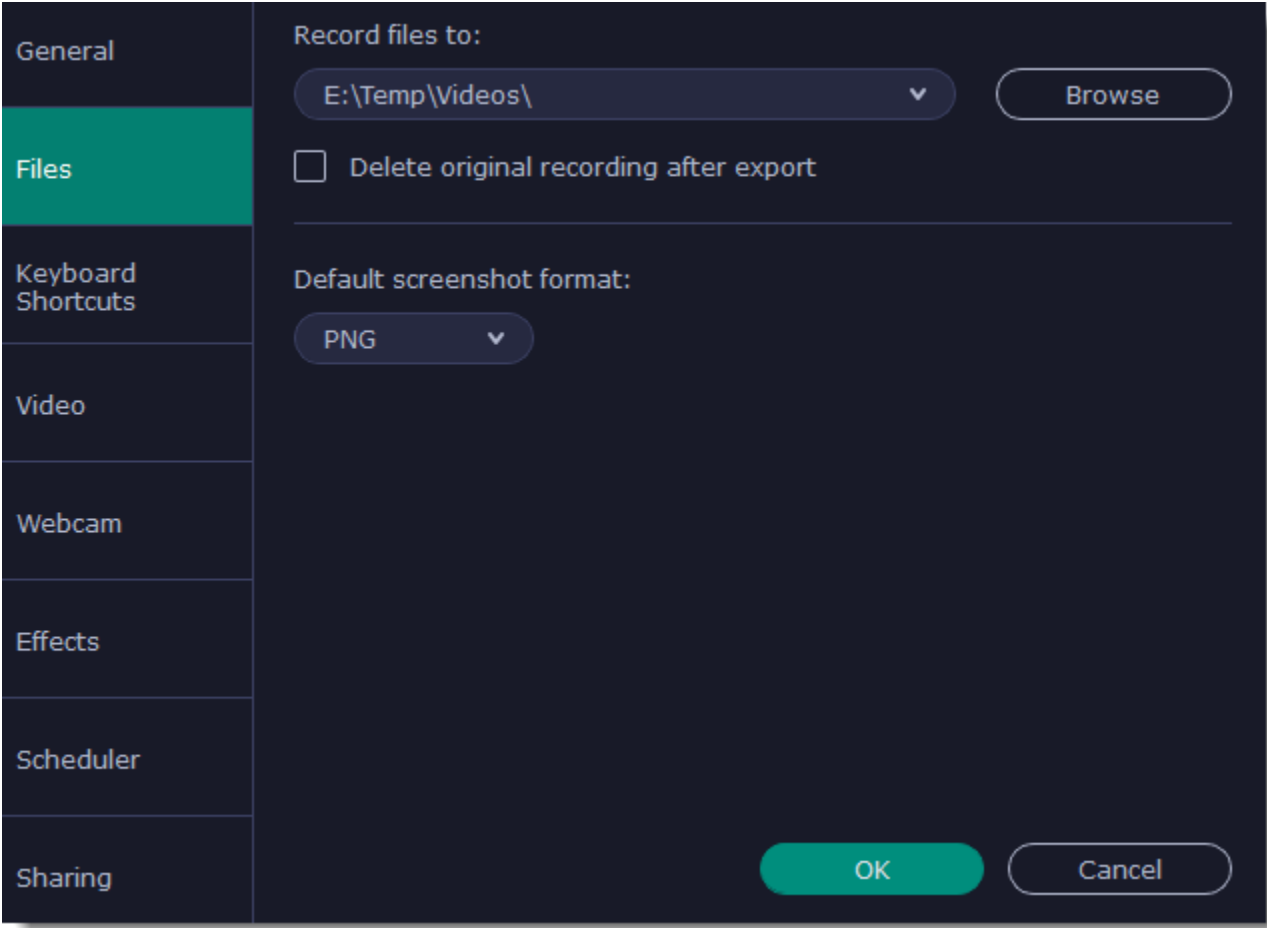 General
Files
Keyboard
Shortcuts
Video
Webcam
Effects
Scheduler
Sharing
Record files to:
E:\Temp\Videos\
Browse
Delete original recording after export
Default screenshot format:
PNG
OK
Cancel